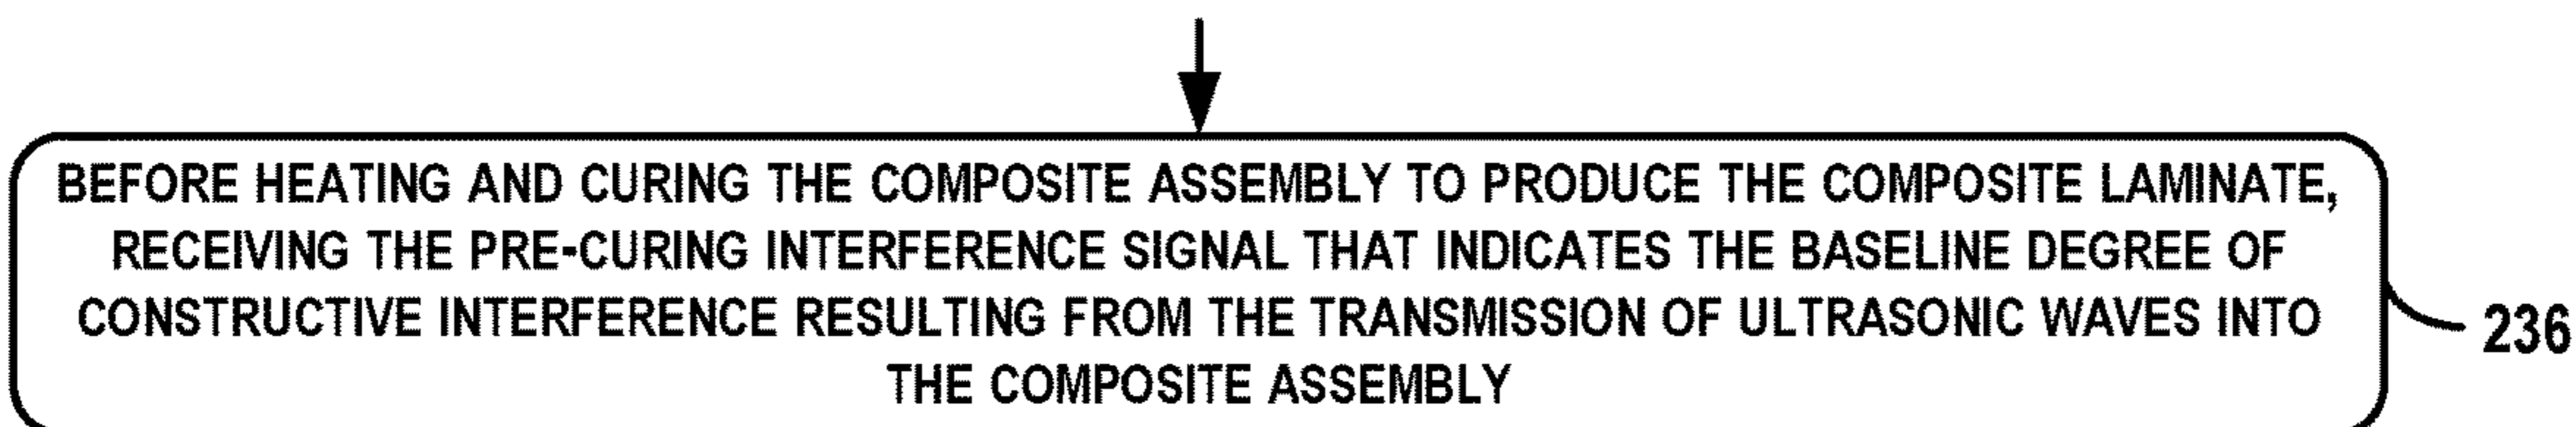 BEFORE HEATING AND CURING THE COMPOSITE ASSEMBLY TO PRODUCE THE COMPOSITE LAMINATE,
RECEIVING THE PRE-CURING INTERFERENCE SIGNAL THAT INDICATES THE BASELINE DEGREE OF
CONSTRUCTIVE INTERFERENCE RESULTING FROM THE TRANSMISSION OF ULTRASONIC WAVES INTO
THE COMPOSITE ASSEMBLY
236